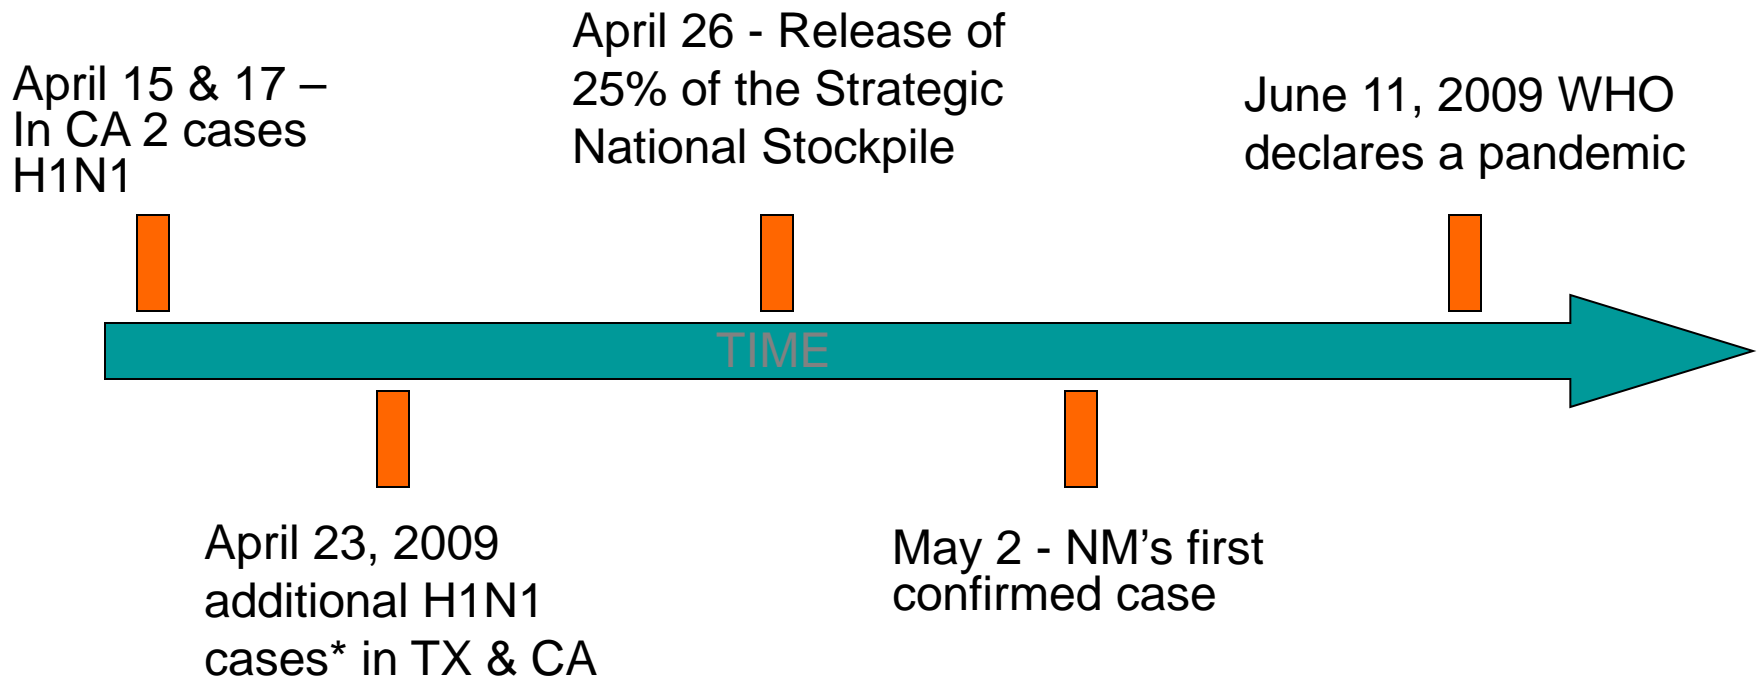 April 15 & 17 –
In CA 2 cases
H1N1
April 26 - Release of
25% of the Strategic
National Stockpile
June 11, 2009 WHO
declares a pandemic
TIME
April 23, 2009
additional H1N1
cases* in TX & CA
May 2 - NM’s first
confirmed case